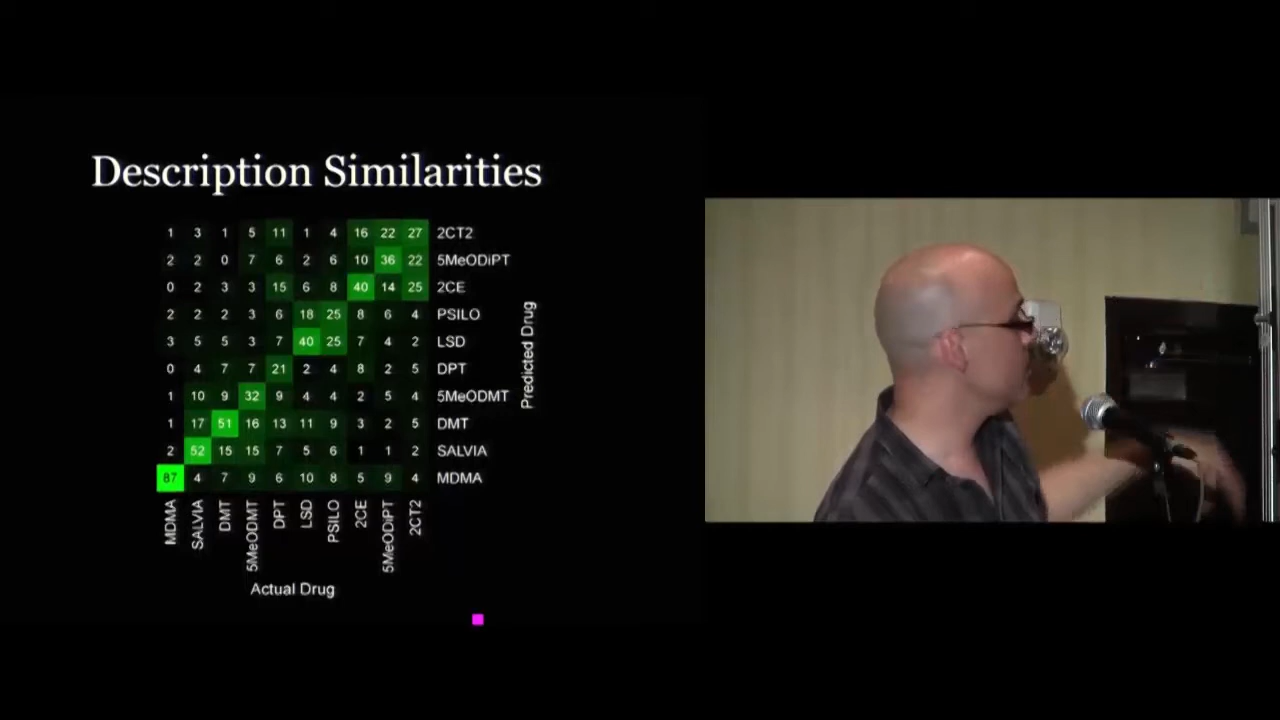 Description Similarities
1 3 1 5 11 1 4 16 22 27 2CT2
2 2 0 7 6 2 6 10 36 22 5MeODiPT
0 2 3 3 15 6 8 40 14 25 2CE
2 2 2 3 6 18 25 8 6 4 PSILO
3 5 5 3 7 40 25 7 4 2 LSD
0 4 7 7 21 2 4 8 2 5 DPT
1 10 9 32 9 4 4 2 5 4 5MeODMT
1 17 51 16 13 11 9 3 2 5 DMT
2 52 15 15 7 5 6 1 1 2 SALVIA
87 4 7 9 6 10 8 5 9 4 MDMA
Predicted Drug
MDMA SALVIA DMT 5MeODMT DPT LSD PSILO 2CE 5MeODiPT 2CT2
Actual Drug